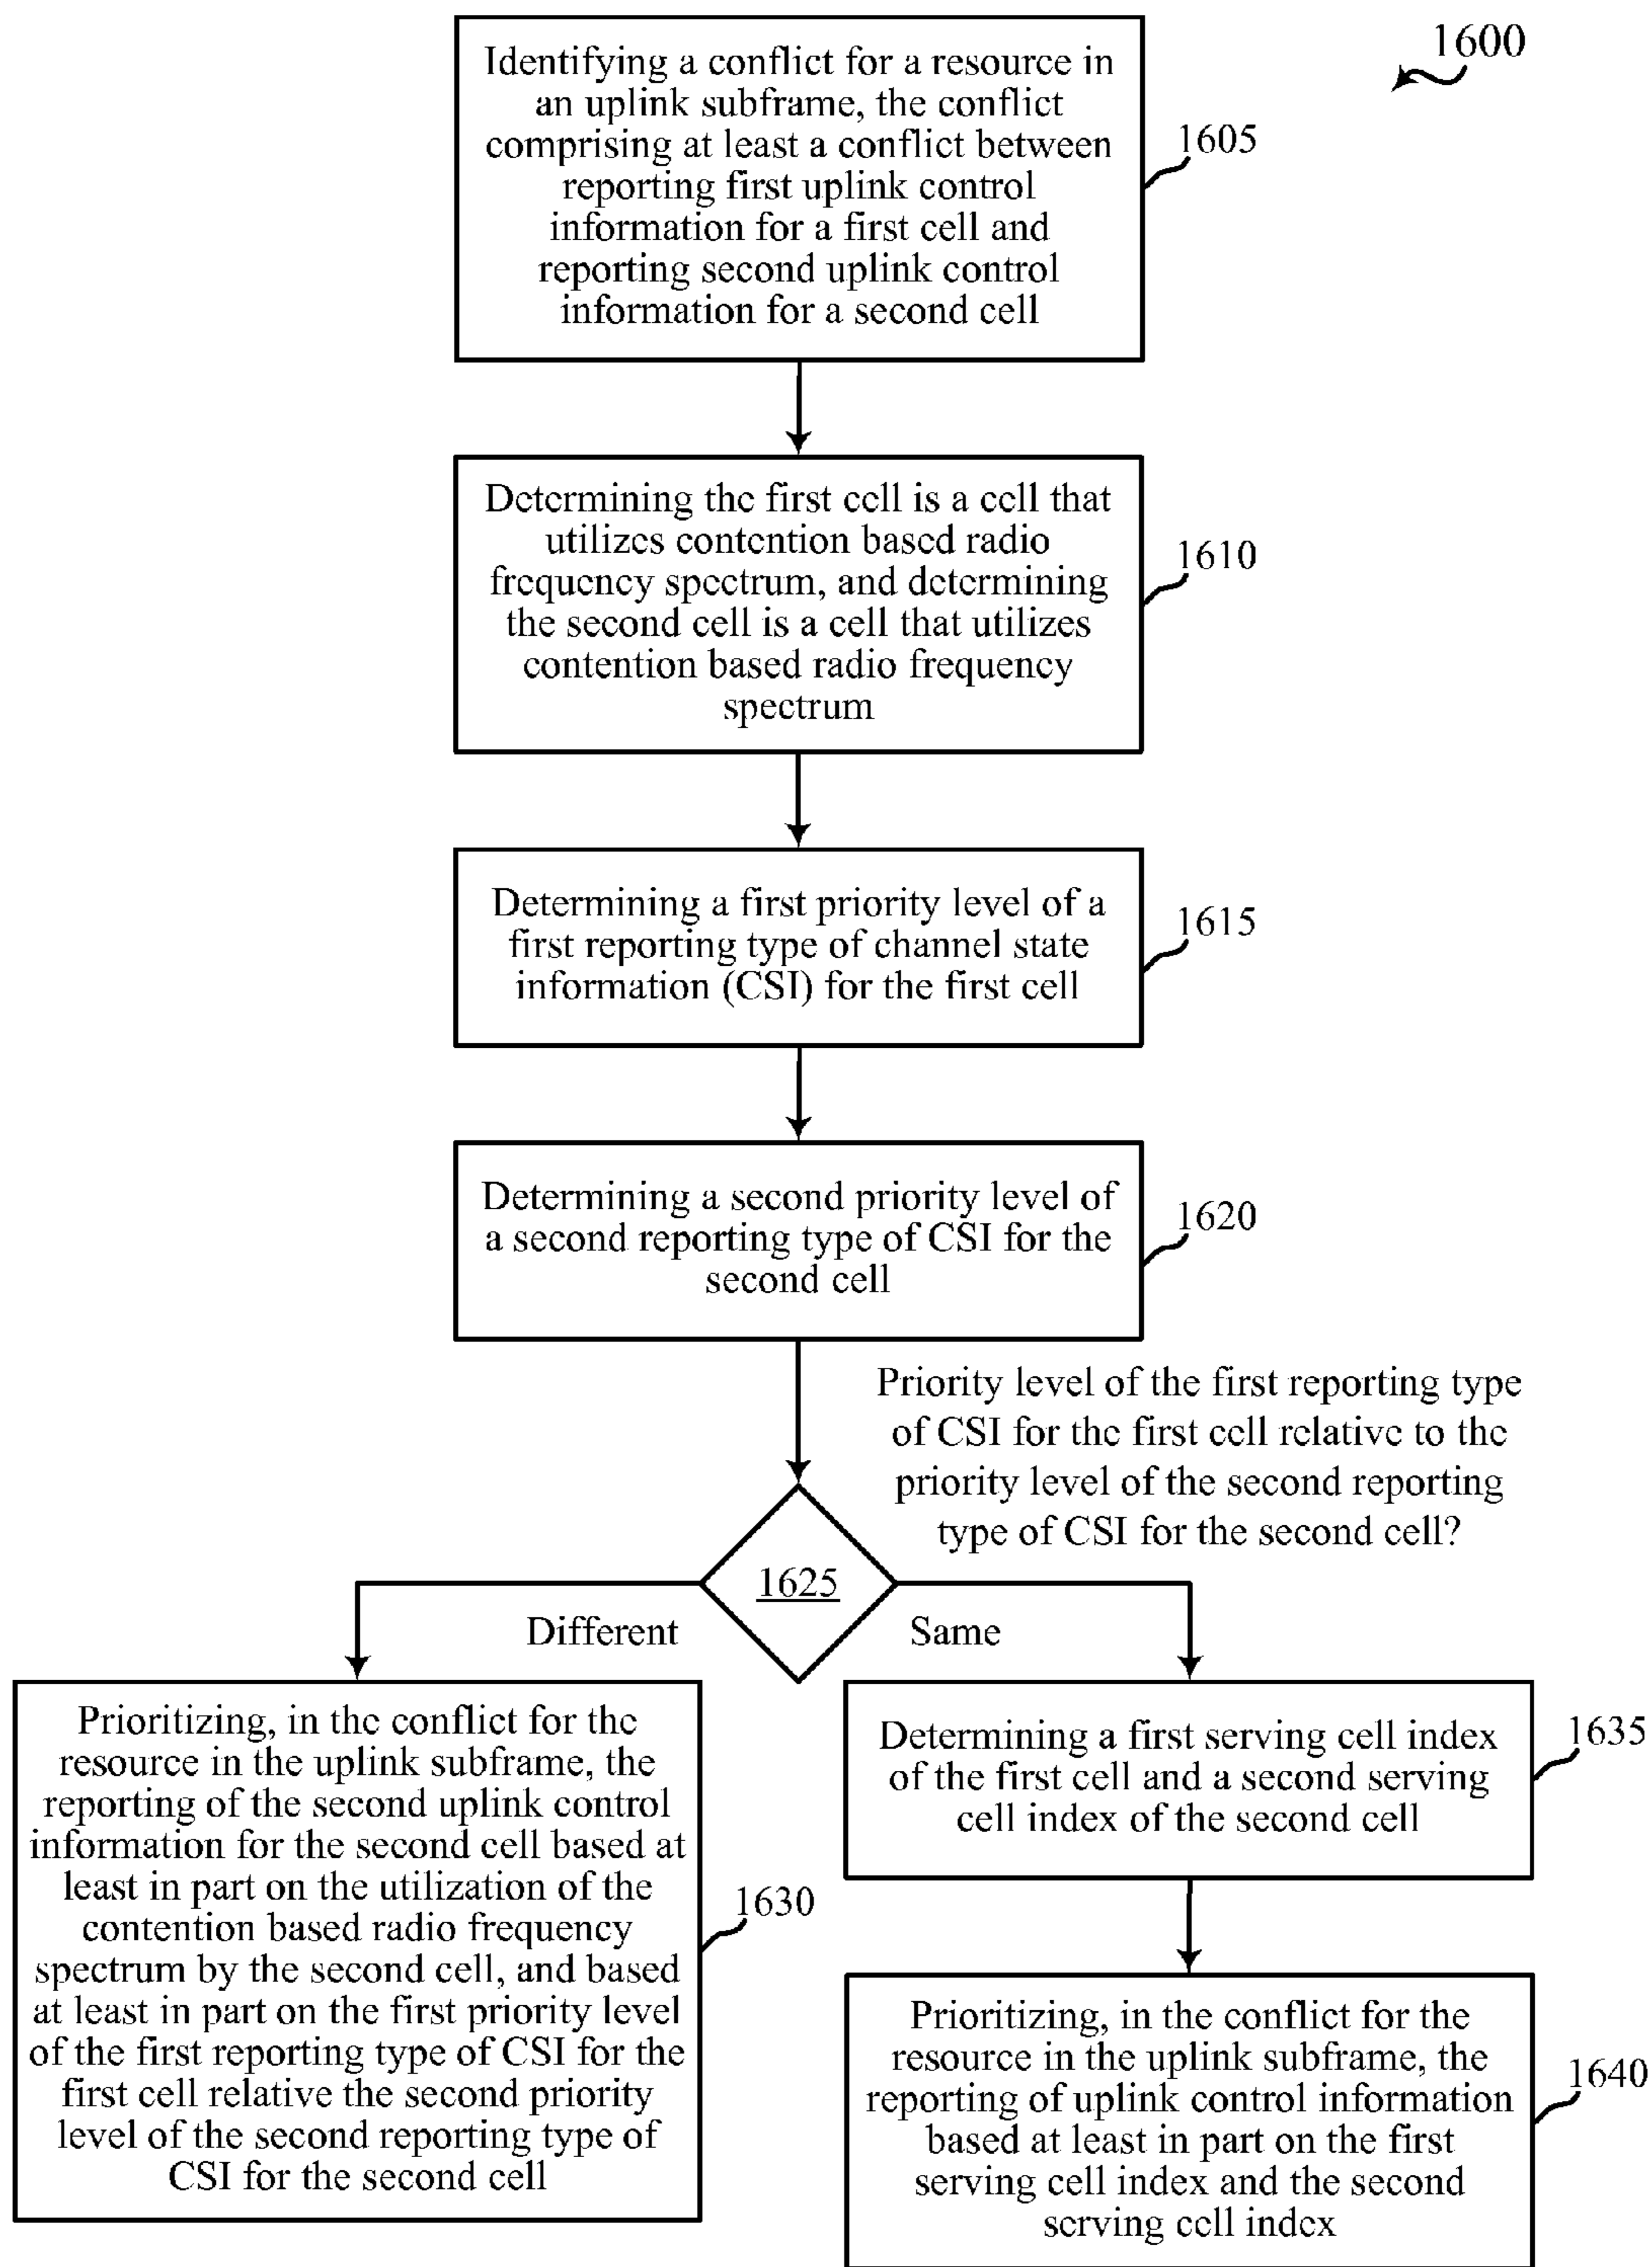 1600
Identifying a conflict for a resource in
an uplink subframe, the conflict
comprising at least a conflict between
reporting first uplink control
information for a first cell and
reporting second uplink control
information for a second cell
1605
Determining the first cell is a cell that
utilizes contention based radio
frequency spectrum, and determining
the second cell is a cell that utilizes
contention based radio frequency
spectrum
1610
Determining a first priority level of a
first reporting type of channel state
information (CSI) for the first cell
1615
Determining a second priority level of
a second reporting type of CSI for the
second cell
1620
Priority level of the first reporting type
of CSI for the first cell relative to the
priority level of the second reporting
type of CSI for the second cell?
1625
Different
Same
Prioritizing, in the conflict for the
resource in the uplink subframe, the
reporting of the second uplink control
information for the second cell based at
least in part on the utilization of the
contention based radio frequency
spectrum by the second cell, and based
at least in part on the first priority level
of the first reporting type of CSI for the
first cell relative the second priority
level of the second reporting type of
CSI for the second cell
1630
Determining a first serving cell index
of the first cell and a second serving
cell index of the second cell
1635
Prioritizing, in the conflict for the
resource in the uplink subframe, the
reporting of uplink control information
based at least in part on the first
serving cell index and the second
serving cell index
1640